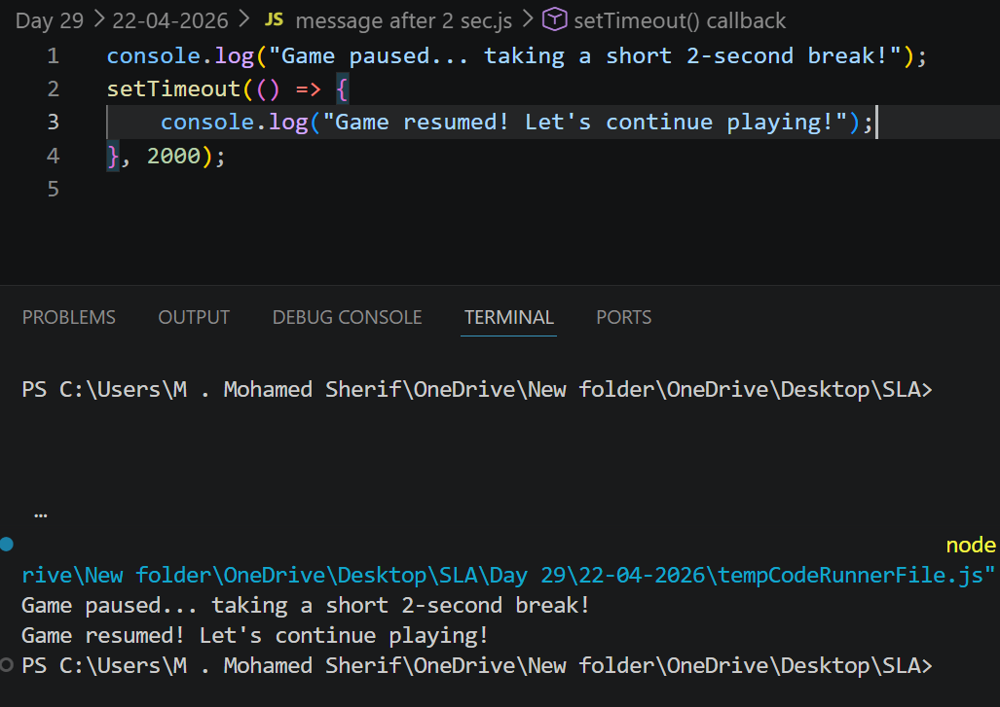 Day 29 > 22-04-2026 > JS message after 2 sec.js > setTimeout() callback
1 console.log("Game paused... taking a short 2-second break!");
2 setTimeout(() => {
3 console.log("Game resumed! Let's continue playing!");
4 }, 2000);
5
PROBLEMS OUTPUT DEBUG CONSOLE TERMINAL PORTS
PS C:\Users\M . Mohamed Sherif\OneDrive\New folder\OneDrive\Desktop\SLA>
…
node
rive\New folder\OneDrive\Desktop\SLA\Day 29\22-04-2026\tempCodeRunnerFile.js"
Game paused... taking a short 2-second break!
Game resumed! Let's continue playing!
PS C:\Users\M . Mohamed Sherif\OneDrive\New folder\OneDrive\Desktop\SLA>